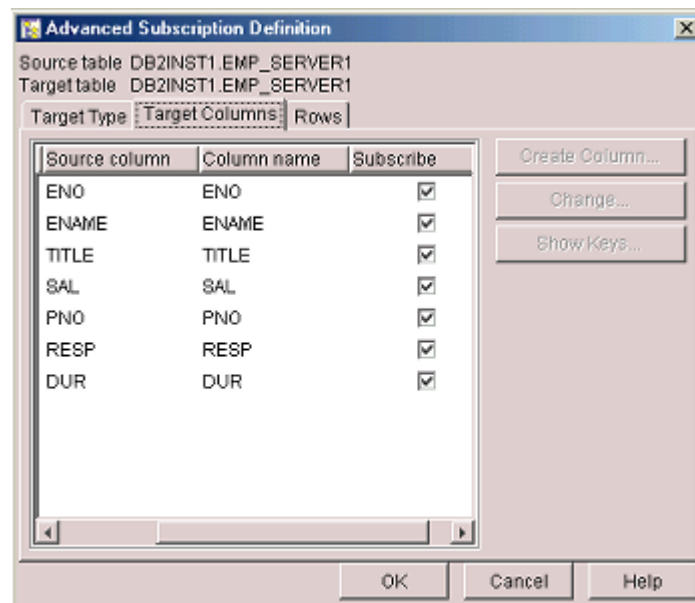 Advanced Subscription Definition
Source table DB2INST1.EMP_SERVER1
Target table DB2INST1.EMP_SERVER1
Target Type Target Columns Rows
Source column Column name Subscribe
ENO ENO
ENAME ENAME
TITLE TITLE
SAL SAL
PNO PNO
RESP RESP
DUR DUR
Create Column...
Change...
Show Keys...
OK Cancel Help